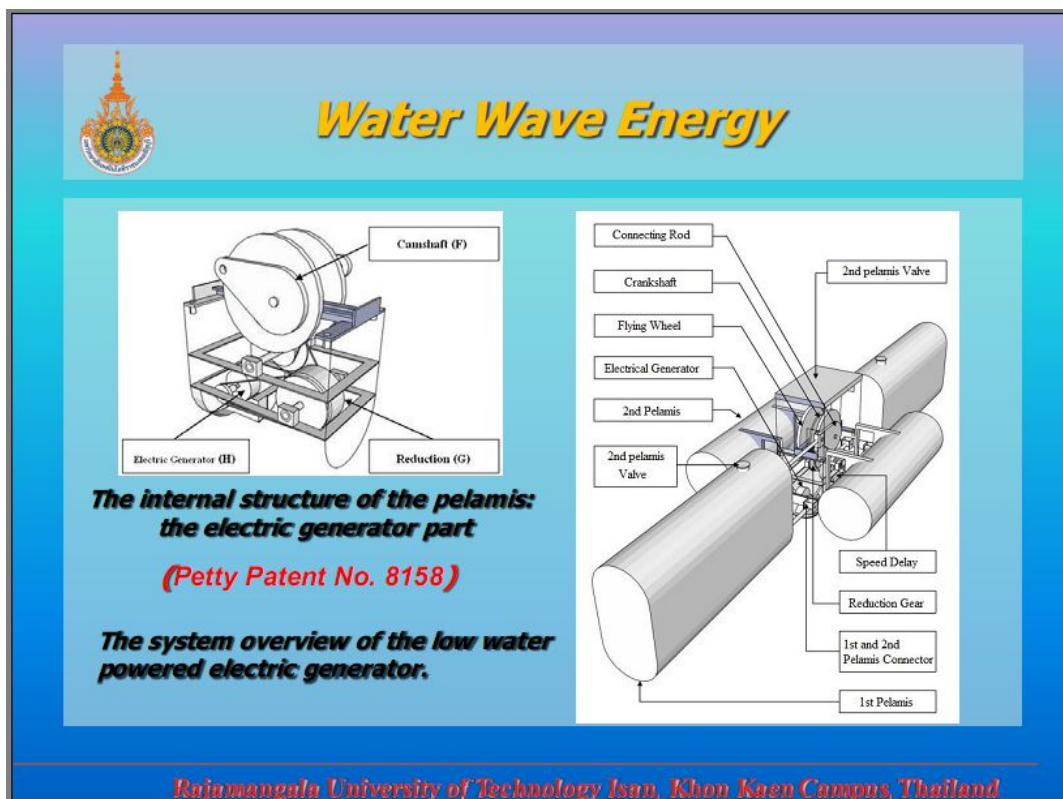 Water Wave Energy
Camshaft (F)
Electric Generator (H)
Reduction (G)
The internal structure of the pelamis:
the electric generator part
(Petty Patent No. 8158)
The system overview of the low water
powered electric generator.
Connecting Rod
Crankshaft
Flying Wheel
Electrical Generator
2nd Pelamis
2nd pelamis
Valve
2nd pelamis Valve
Speed Delay
Reduction Gear
1st and 2nd
Pelamis Connector
1st Pelamis
Rajamangala University of Technology Isan, Khon Kaen Campus, Thailand